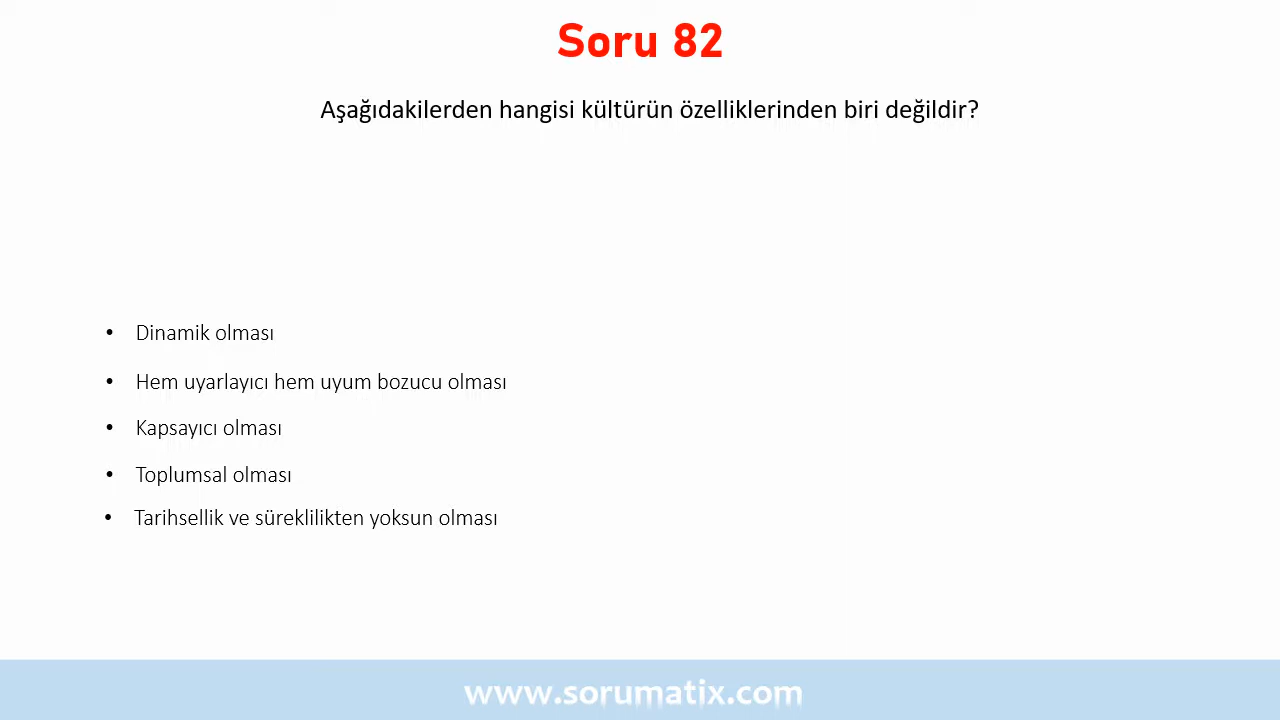 Soru 82
Aşağıdakilerden hangisi kültürün özelliklerinden biri değildir?
• Dinamik olması
• Hem uyarlayıcı hem uyum bozucu olması
• Kapsayıcı olması
• Toplumsal olması
• Tarihsellik ve süreklilikten yoksun olması
www.sorumatix.com